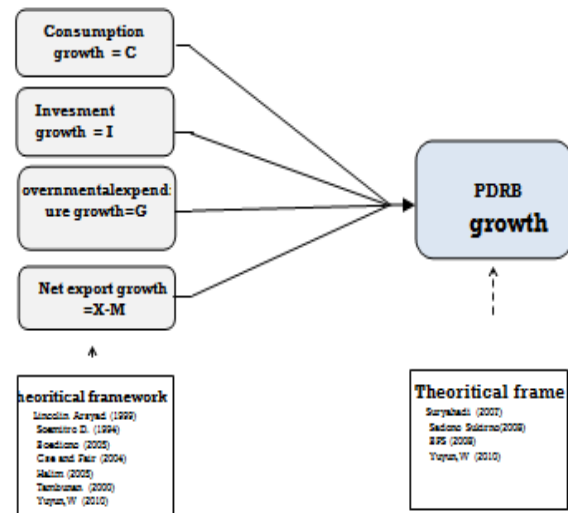 Consumption
growth = C
Invesment
growth = I
overnmentalexpend
ure growth=G
Net export growth
=X-M
PDRB
growth
heoritical framework
Lincolin Arsyad (1999)
Soemitro D. (1994)
Boediono (2005)
Cse and Fair (2004)
Halim (2005)
Tambunan (2000)
Yuyun,W (2010)
Theoritical frame
Suryahadi (2007)
Sadono Sukirno(2008)
BPS (2008)
Yuyun,W (2010)